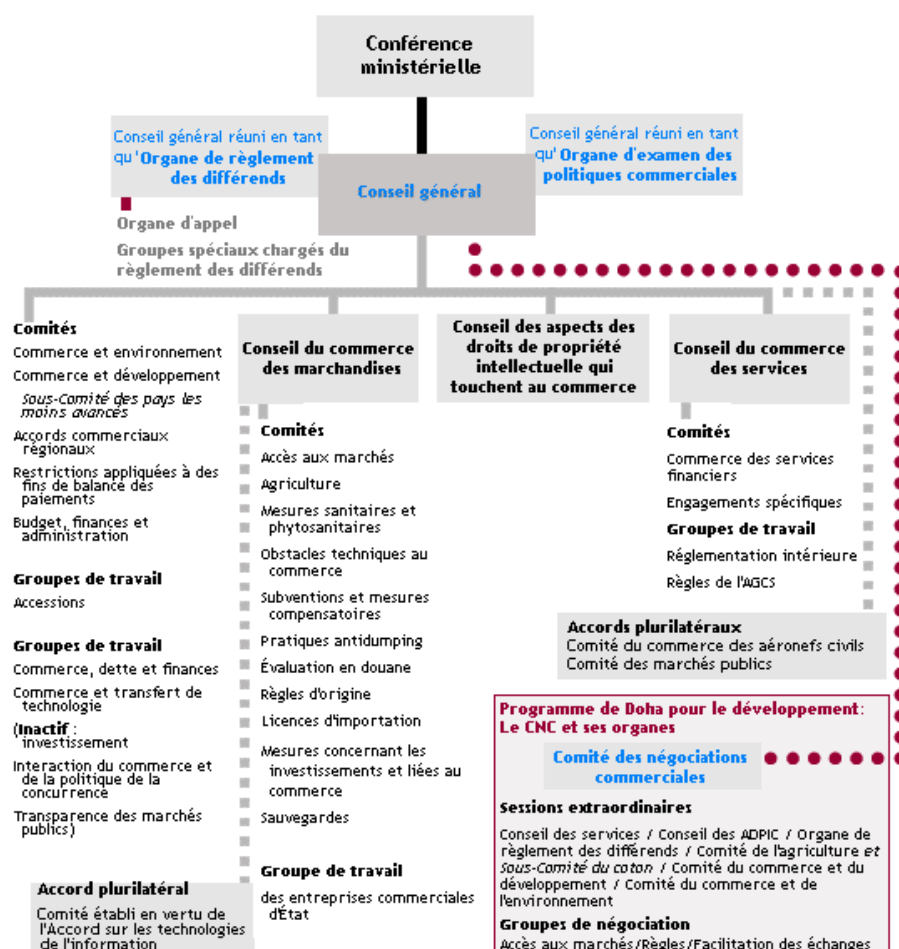 Conférence
ministérielle
Conseil général réuni en tant
qu'Organe de règlement
des différends
Conseil général réuni en tant
qu'Organe d'examen des
politiques commerciales
Conseil général
Organe d'appel
Groupes spéciaux chargés du
règlement des différends
Comités
Commerce et environnement
Commerce et développement
Sous-Comité des pays les
moins avancés
Accords commerciaux
régionaux
Restrictions appliquées à des
fins de balance des
paiements
Budget, finances et
administration
Groupes de travail
Accessions
Groupes de travail
Commerce, dette et finances
Commerce et transfert de
technologie
(Inactif :
investissement
Interaction du commerce et
de la politique de la
concurrence
Transparence des marchés
publics)
Accord plurilatéral
Comité établi en vertu de
l'Accord sur les technologies
de l'information
Conseil du commerce
des marchandises
Comités
Accès aux marchés
Agriculture
Mesures sanitaires et
phytosanitaires
Obstacles techniques au
commerce
Subventions et mesures
compensatoires
Pratiques antidumping
Évaluation en douane
Règles d'origine
Licences d'importation
Mesures concernant les
investissements et liées au
commerce
Sauvegardes
Groupe de travail
des entreprises commerciales
d'État
Conseil des aspects des
droits de propriété
intellectuelle qui
touchent au commerce
Conseil du commerce
des services
Comités
Commerce des services
financiers
Engagements spécifiques
Groupes de travail
Réglementation intérieure
Règles de l'AGCS
Accords plurilatéraux
Comité du commerce des aéronefs civils
Comité des marchés publics
Programme de Doha pour le développement:
Le CNC et ses organes
Comité des négociations
commerciales
Sessions extraordinaires
Conseil des services / Conseil des ADPIC / Organe de
règlement des différends / Comité de l'agriculture et
Sous-Comité du coton / Comité du commerce et du
développement / Comité du commerce et de
l'environnement
Groupes de négociation
Accès aux marchés/Règles/Facilitation des échanges